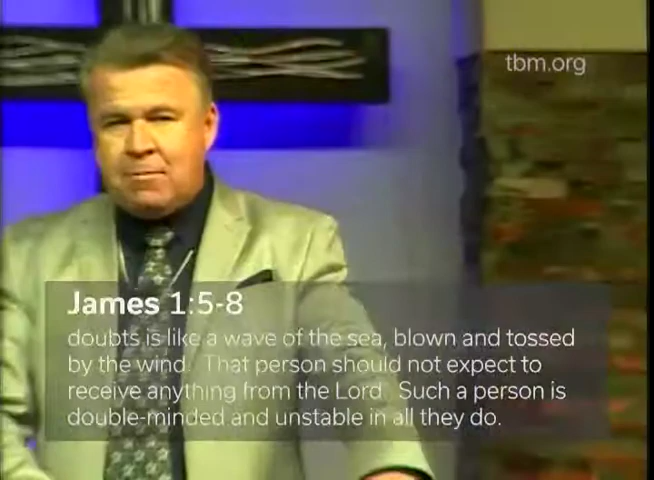 tbm.org
James 1:5-8
doubts is like a wave of the sea, blown and tossed
by the wind. That person should not expect to
receive anything from the Lord. Such a person is
double-minded and unstable in all they do.